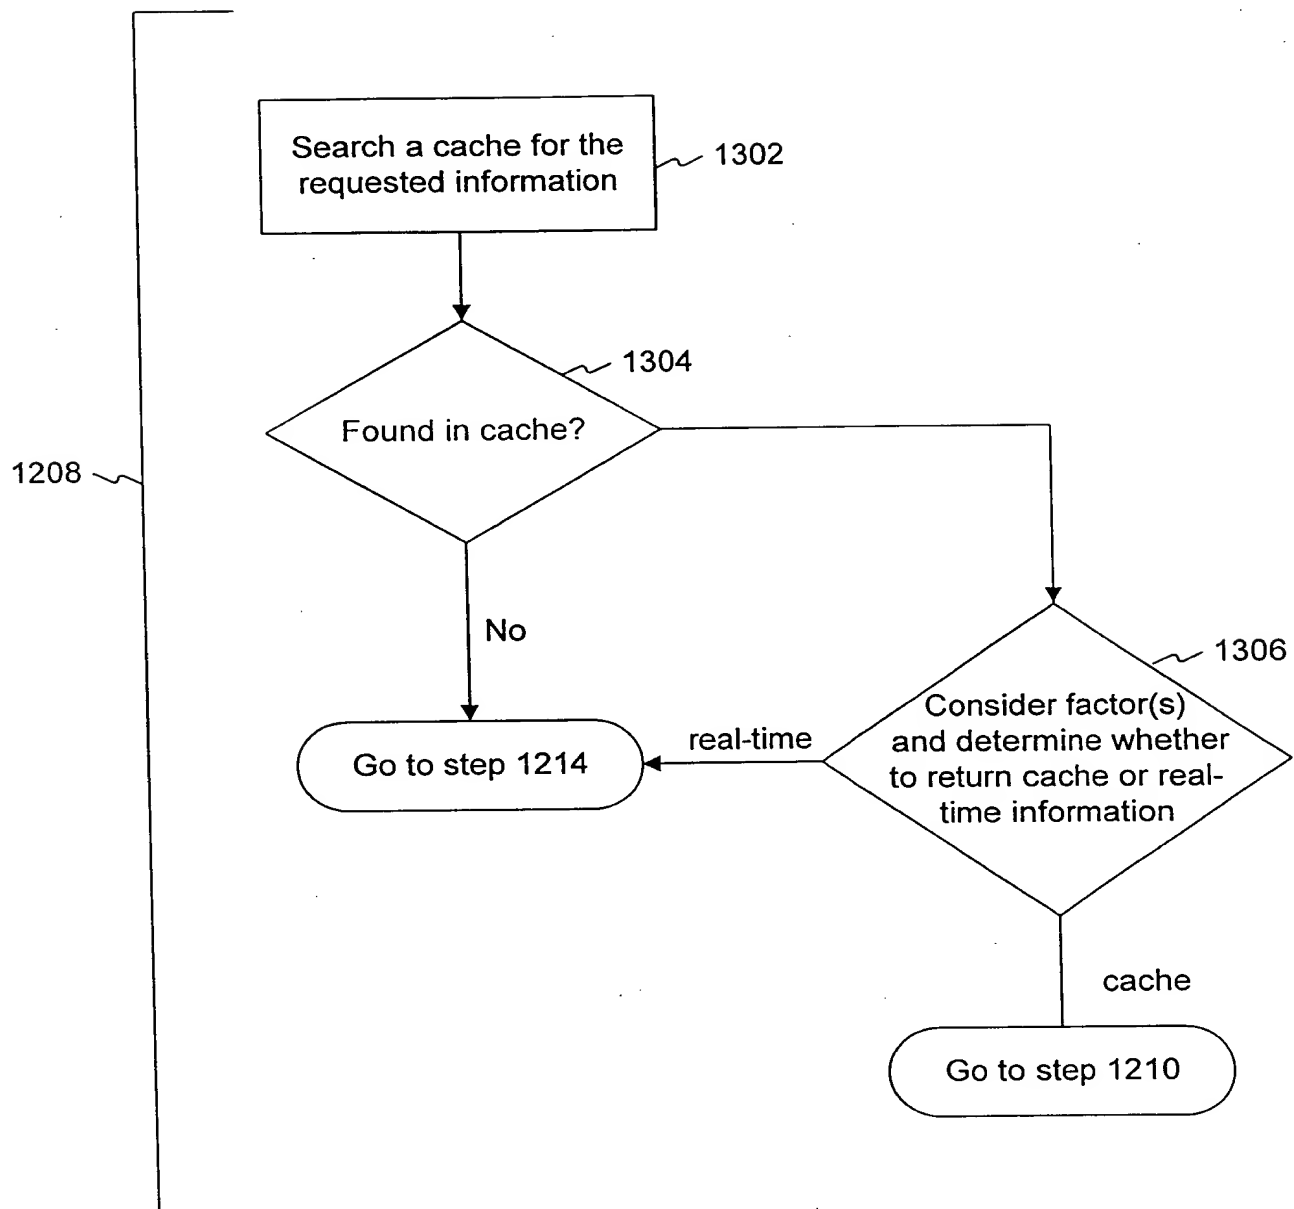 Search a cache for the
requested information
1302
1304
Found in cache?
1208
No
1306
Consider factor(s)
and determine whether
to return cache or real-
time information
real-time
Go to step 1214
cache
Go to step 1210